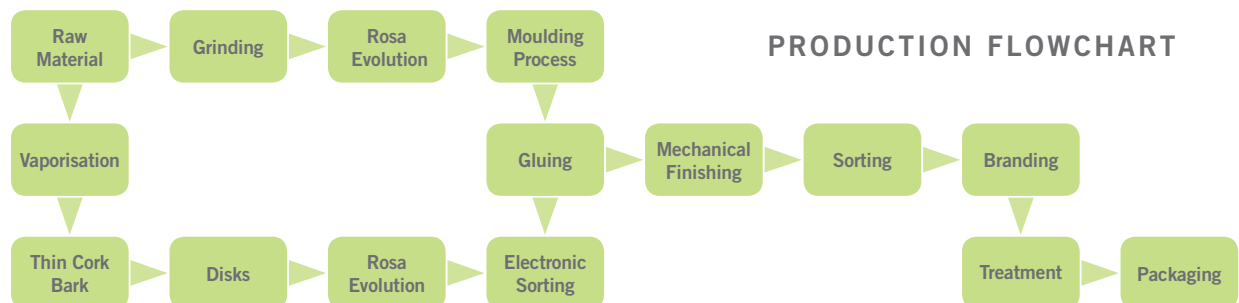 PRODUCTION FLOWCHART
Raw
Material
Grinding
Rosa
Evolution
Moulding
Process
Vaporisation
Gluing
Mechanical
Finishing
Sorting
Branding
Thin Cork
Bark
Disks
Rosa
Evolution
Electronic
Sorting
Treatment
Packaging